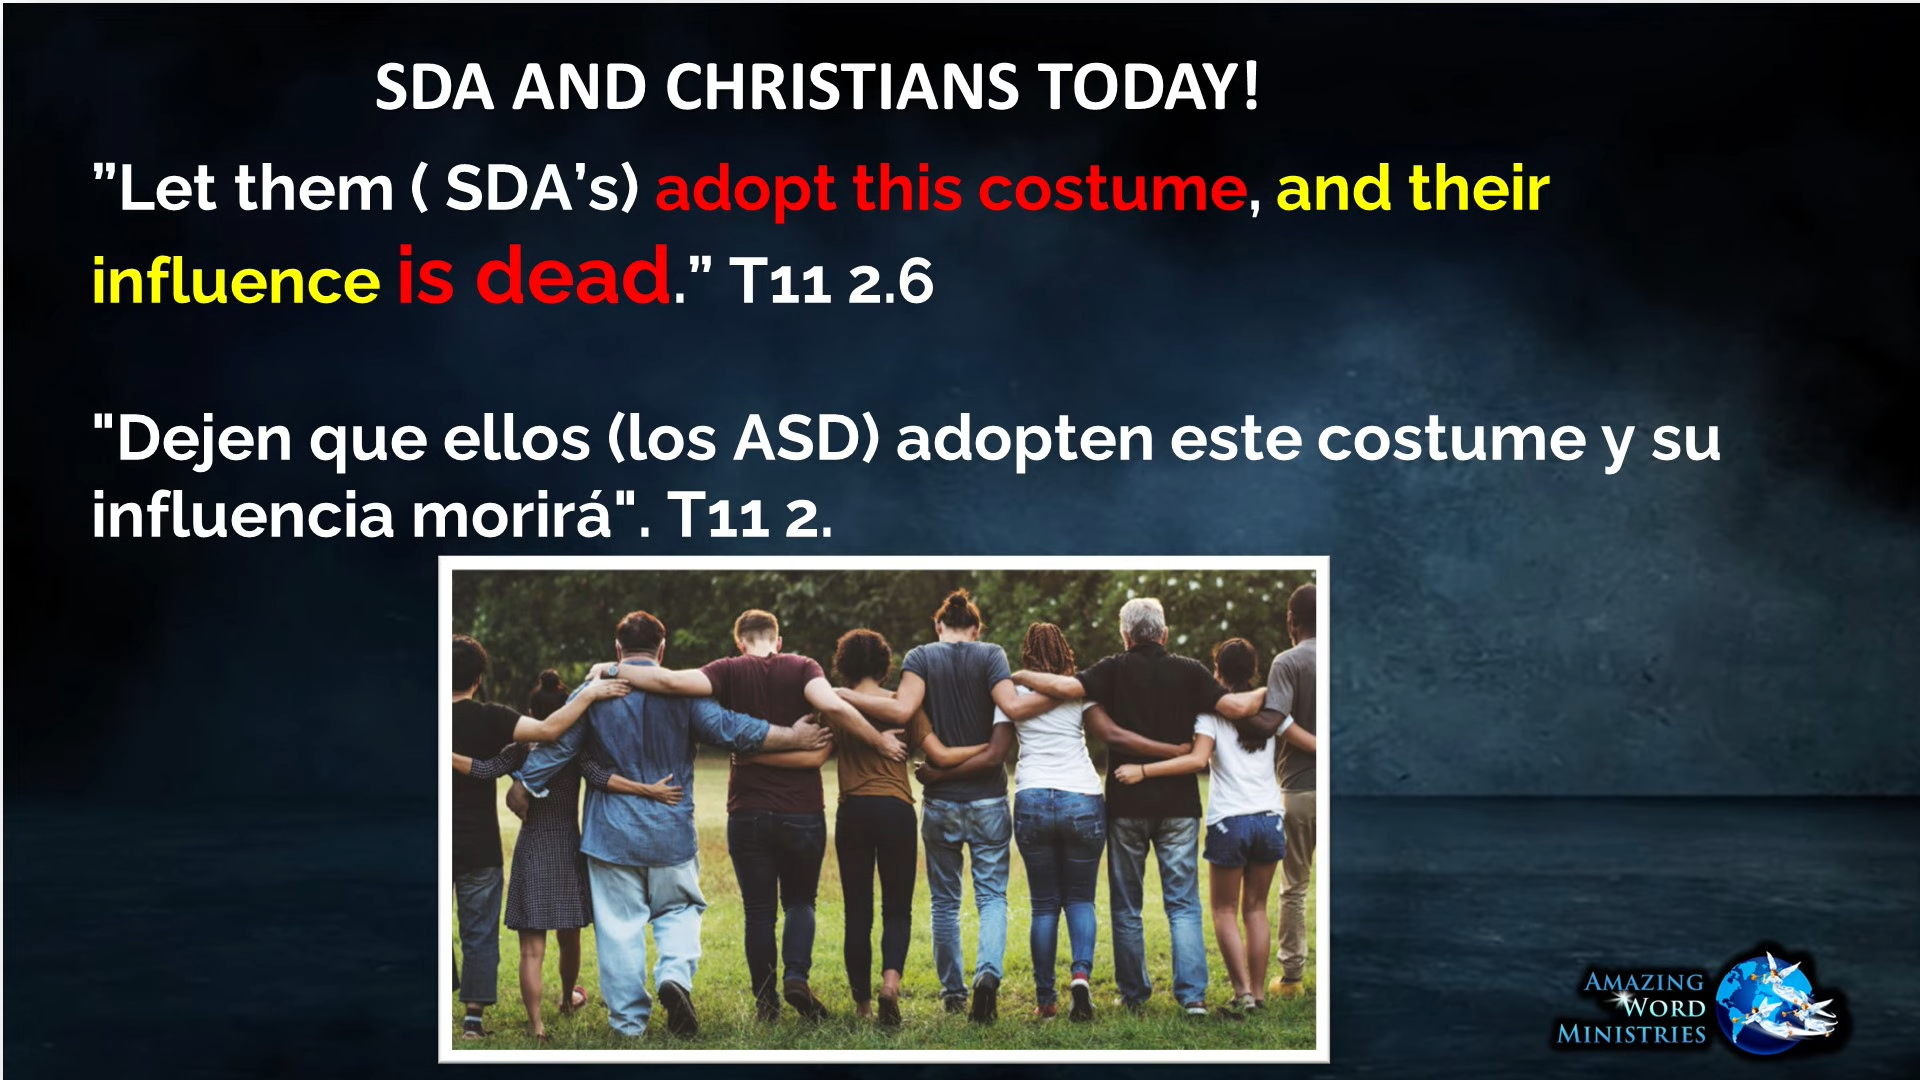 SDA AND CHRISTIANS TODAY!
”Let them ( SDA’s) adopt this costume, and their
influence is dead.” T11 2.6
"Dejen que ellos (los ASD) adopten este costume y su
influencia morirá". T11 2.
AMAZING
WORD
MINISTRIES